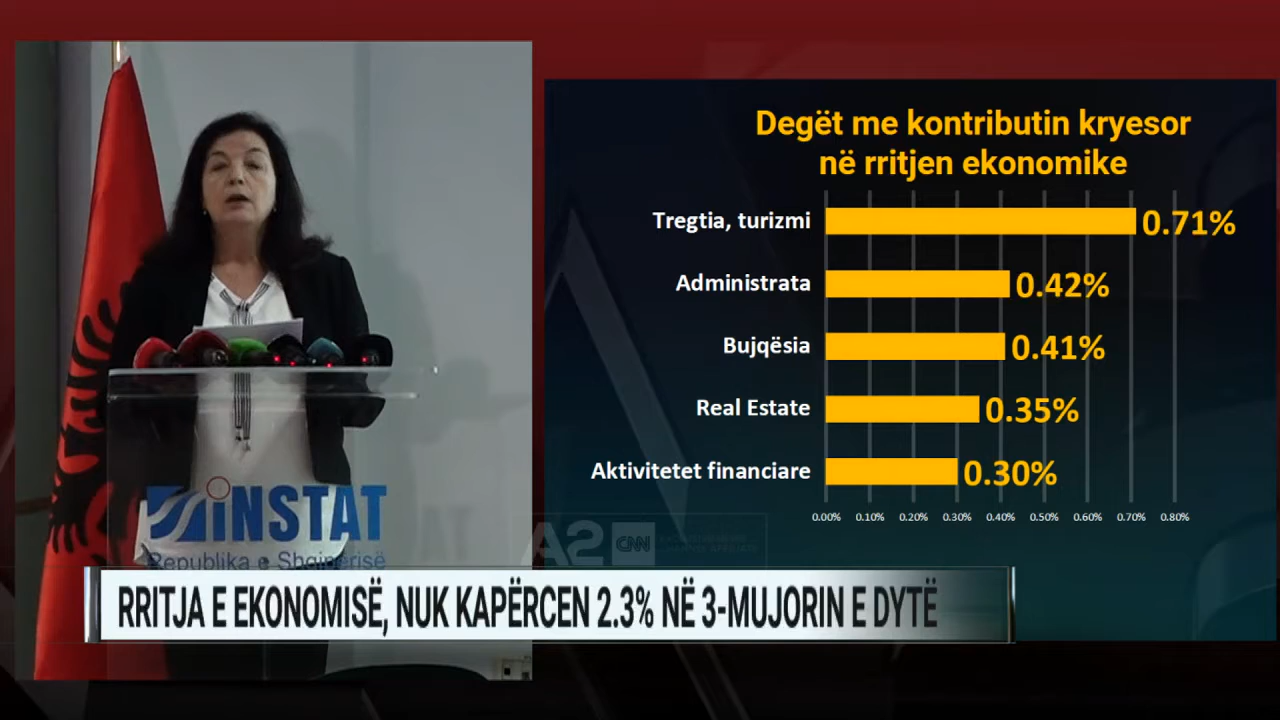 Degët me kontributin kryesor
në rritjen ekonomike
Tregtia, turizmi
0.71%
Administrata
0.42%
Bujqësia
0.41%
Real Estate
0.35%
Aktivitetet financiare
0.30%
0.00% 0.10% 0.20% 0.30% 0.40% 0.50% 0.60% 0.70% 0.80%
iNSTAT
Republika e Shqipërisë
A2 CNN
RRITJA E EKONOMISË, NUK KAPËRCEN 2.3% NË 3-MUJORIN E DYTË